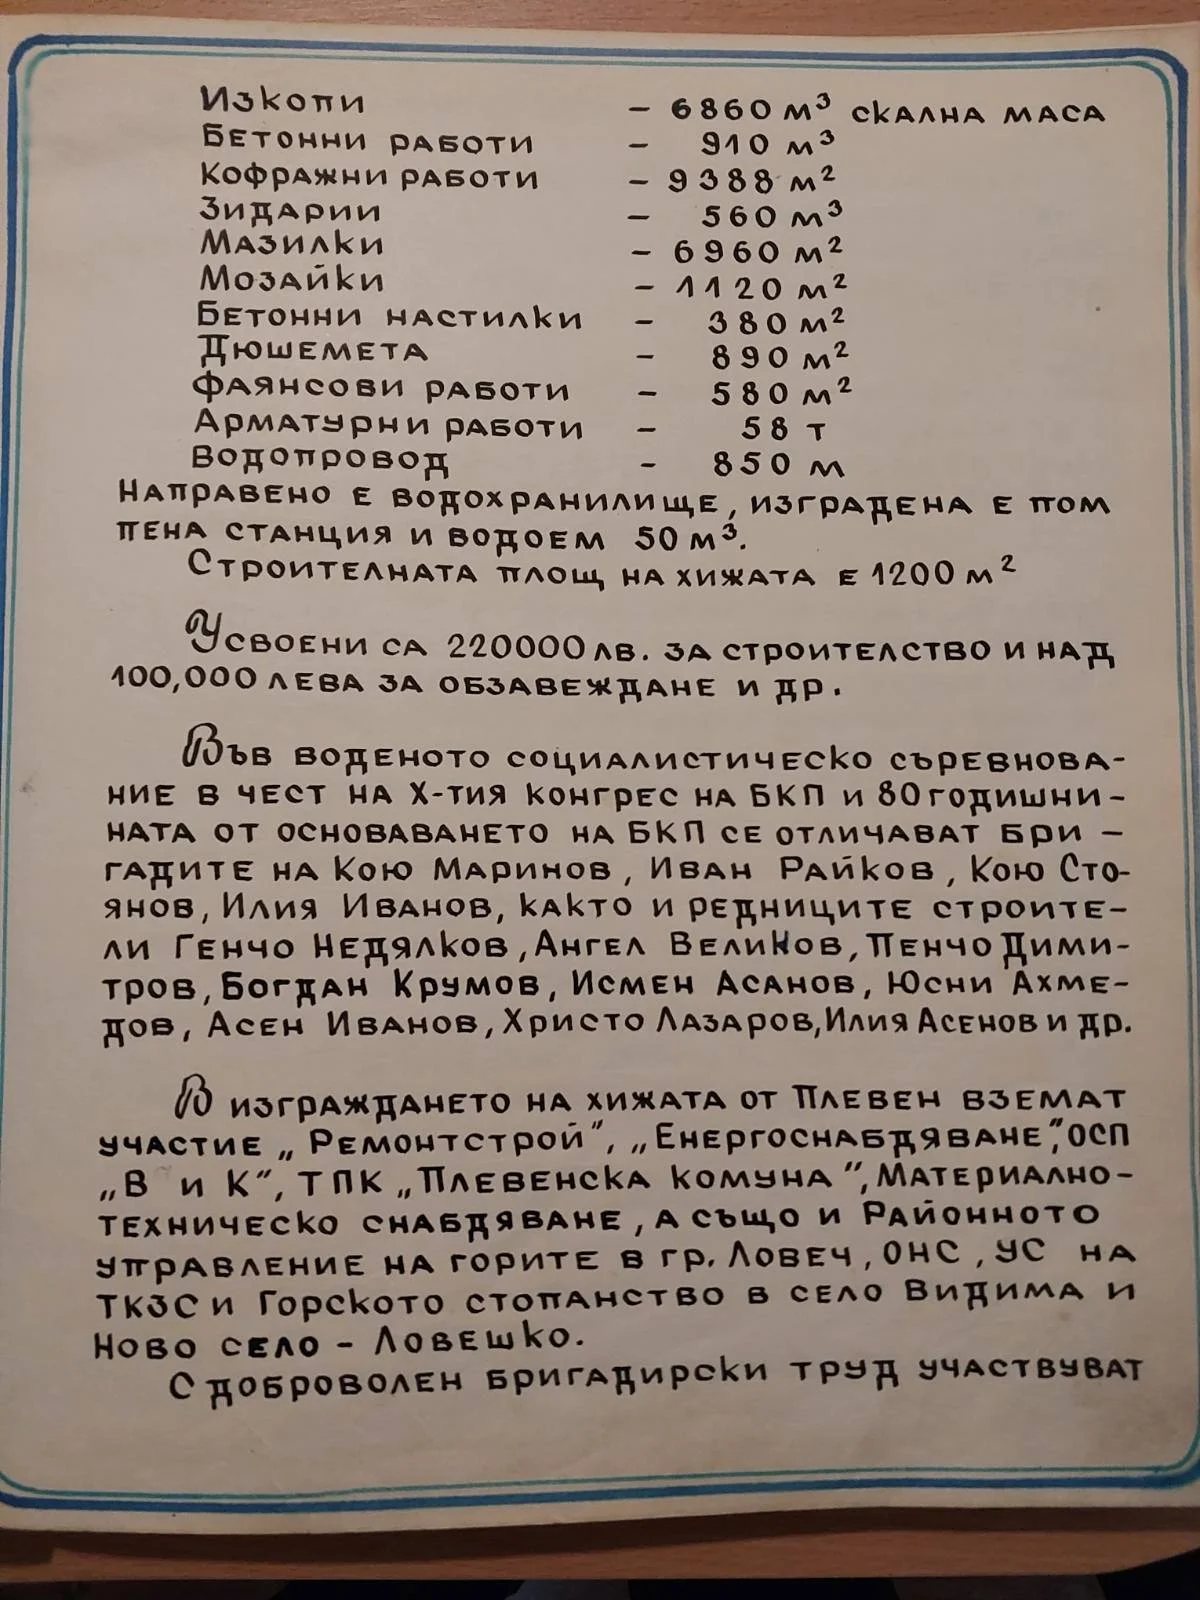 Изкопи – 6860 м³ скална маса
Бетонни работи – 910 м³
Кофражни работи – 9388 м²
Зидарии – 560 м³
Мазилки – 6960 м²
Мозайки – 1120 м²
Бетонни настилки – 380 м²
Дюшемета – 890 м²
Фаянсови работи – 580 м²
Арматурни работи – 58 т
Водопровод – 850 м
Направено е водохранилище, изградена е пом
пена станция и водоем 50 м³.
Строителната площ на хижата е 1200 м²
Усвоени са 220000 лв. за строителство и над
100,000 лева за обзавеждане и др.
Във воденото социалистическо съревнова-
ние в чест на X-тия конгрес на БКП и 80 годишни-
ната от основаването на БКП се отличават бри-
гадите на Кою Маринов, Иван Райков, Кою Сто-
янов, Илия Иванов, както и редниците строите-
ли Генчо Недялков, Ангел Великов, Пенчо Дими-
тров, Богдан Крумов, Исмен Асанов, Юсни Ахме-
дов, Асен Иванов, Христо Лазаров, Илия Асенов и др.
В изграждането на хижата от Плевен вземат
участие „Ремонтстрой", „Енергоснабдяване", ОСП
„В и К", ТПК „Плевенска комуна", Материално-
техническо снабдяване, а също и Районното
управление на горите в гр. Ловеч, ОНС, УС на
ТКЗС и Горското стопанство в село Видима и
Ново село – Ловешко.
С доброволен бригадирски труд участвуват